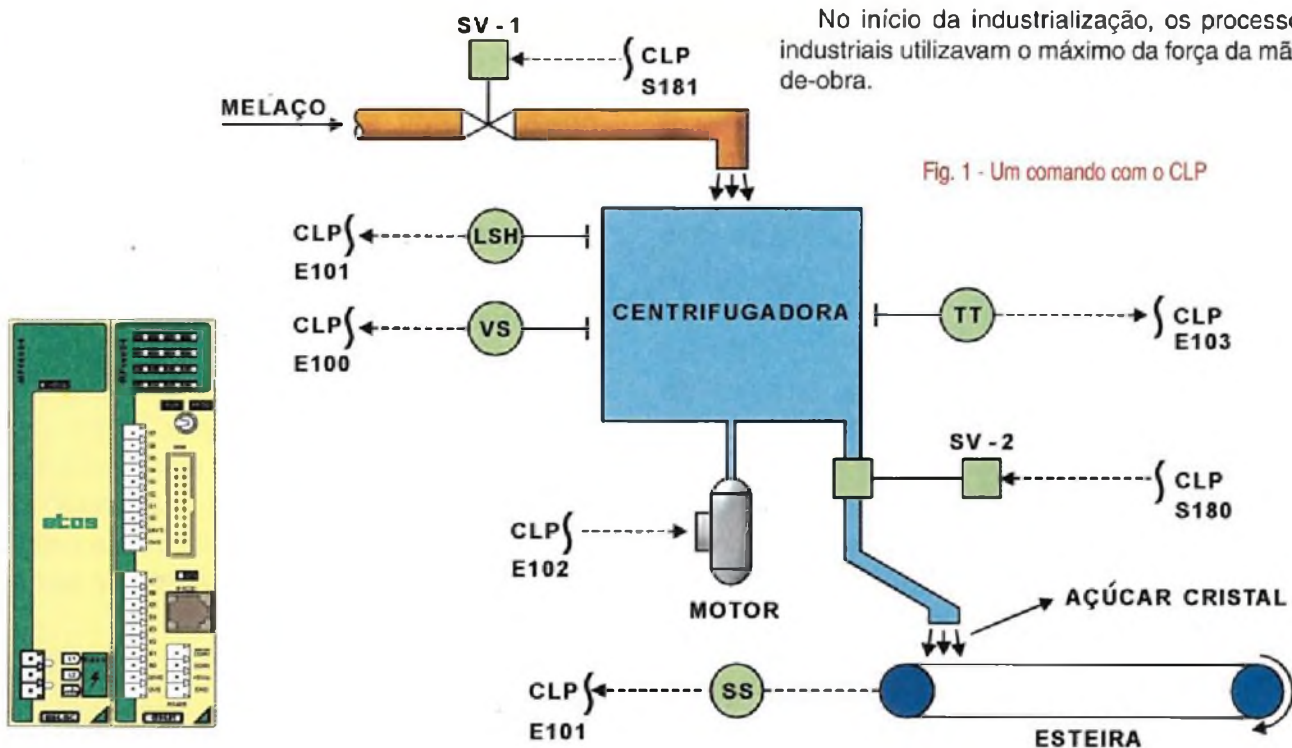 No início da industrialização, os processo
industriais utilizavam o máximo da força da mã
de-obra.
SV - 1
CLP
S181
MELAÇO
Fig. 1 - Um comando com o CLP
CLP
E101
LSH
CLP
E100
VS
CENTRIFUGADORA
TT
CLP
E103
SV - 2
CLP
S180
CLP
E102
MOTOR
AÇÚCAR CRISTAL
CLP
E101
SS
ESTEIRA
atos